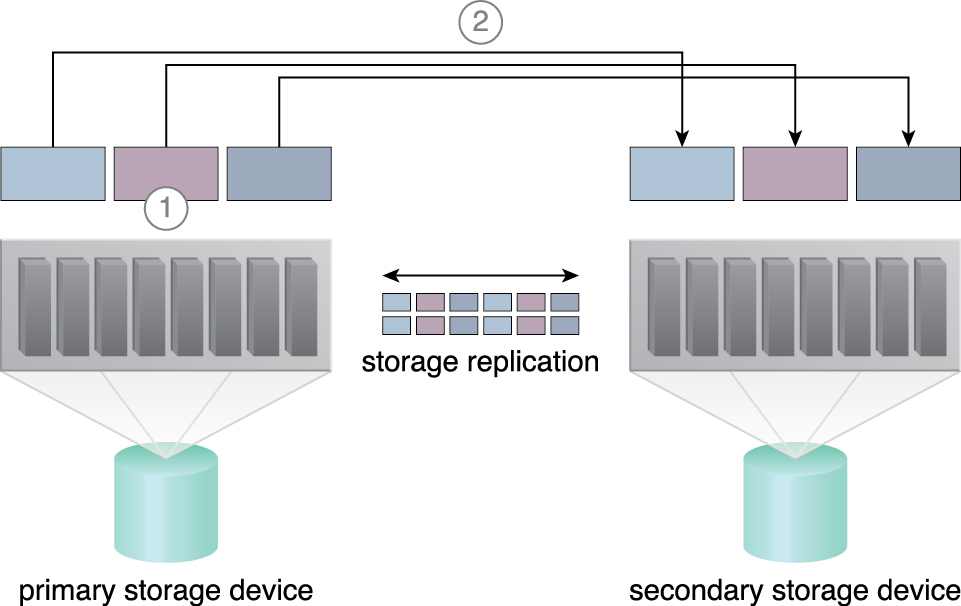 2
1
storage replication
primary storage device
secondary storage device